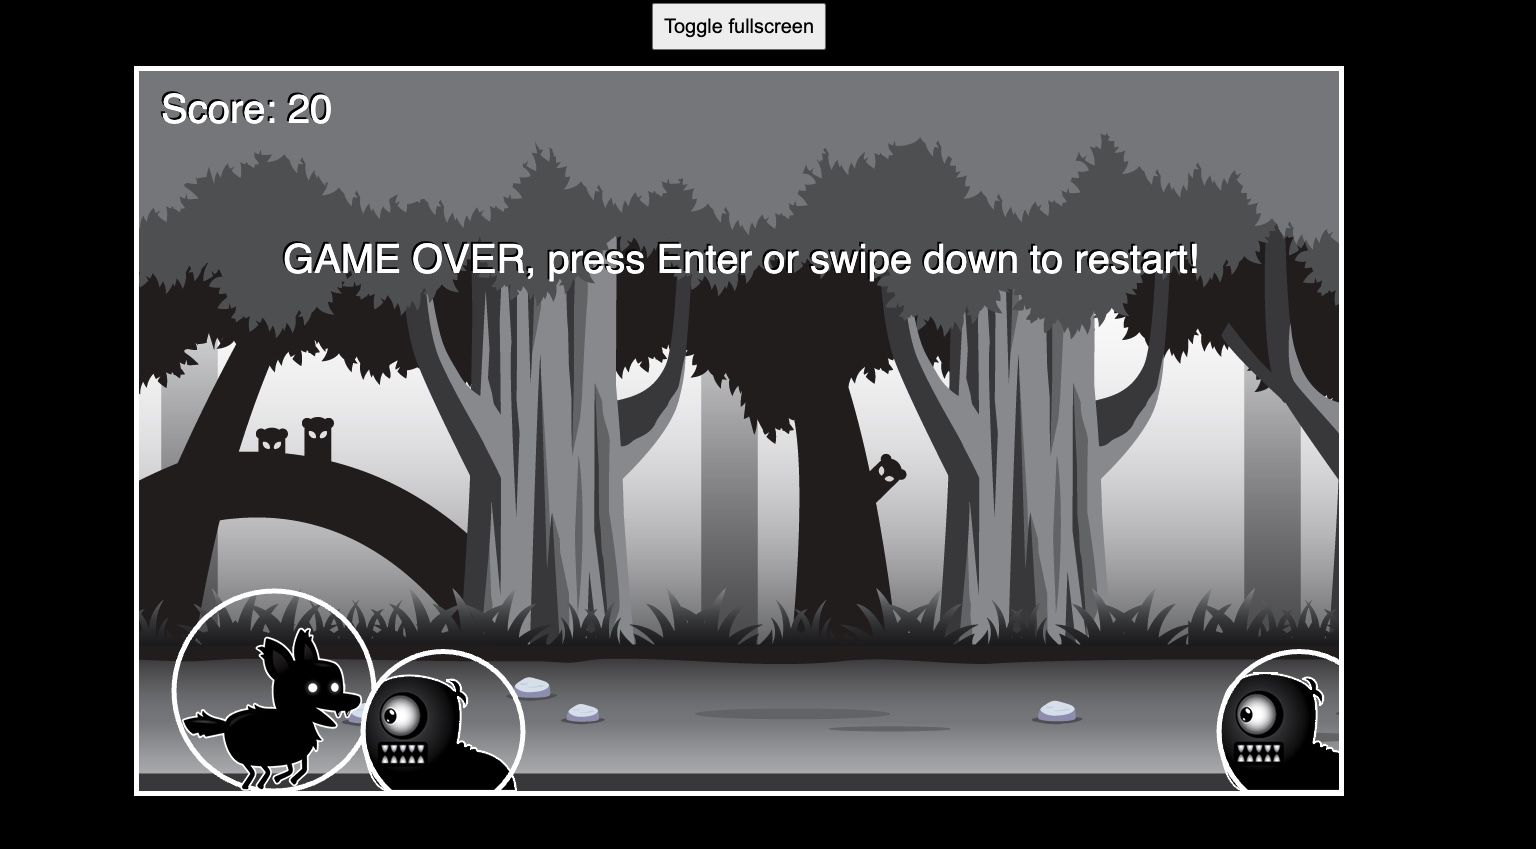 Toggle fullscreen
Score: 20
GAME OVER, press Enter or swipe down to restart!